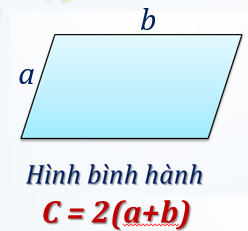 b
a
Hình bình hành
C = 2(a+b)